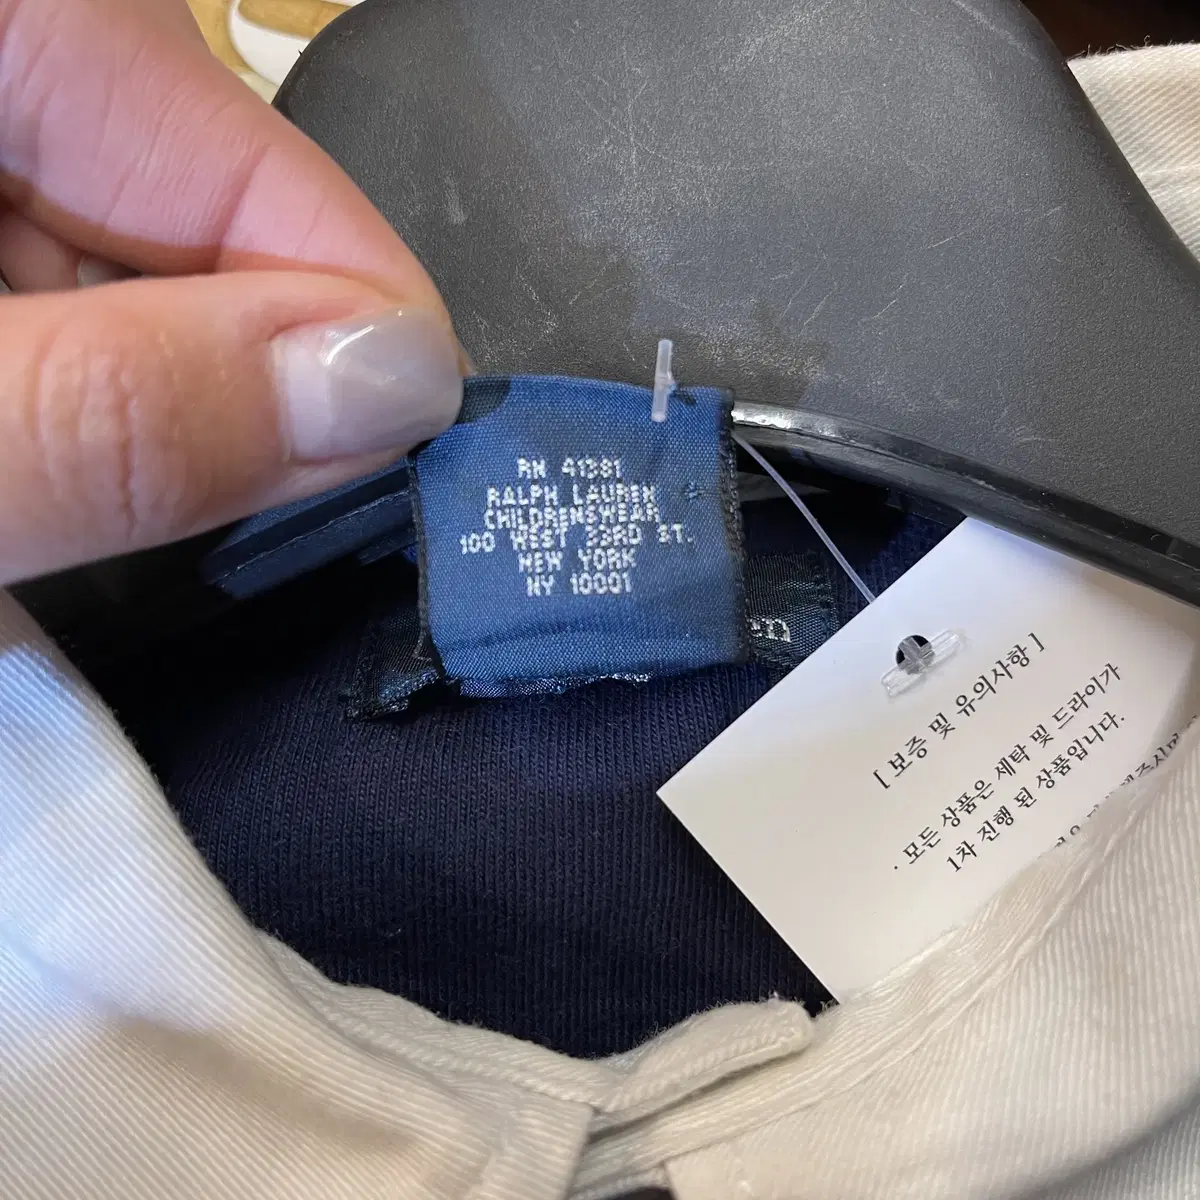 RN 41381
RALPH LAUREN
CHILDRENSWEAR
100 WEST 33RD ST.
NEW YORK
NY 10001
[ 보증 및 유의사항 ]
· 모든 상품은 세탁 및 드라이가
1차 진행 된 상품입니다.